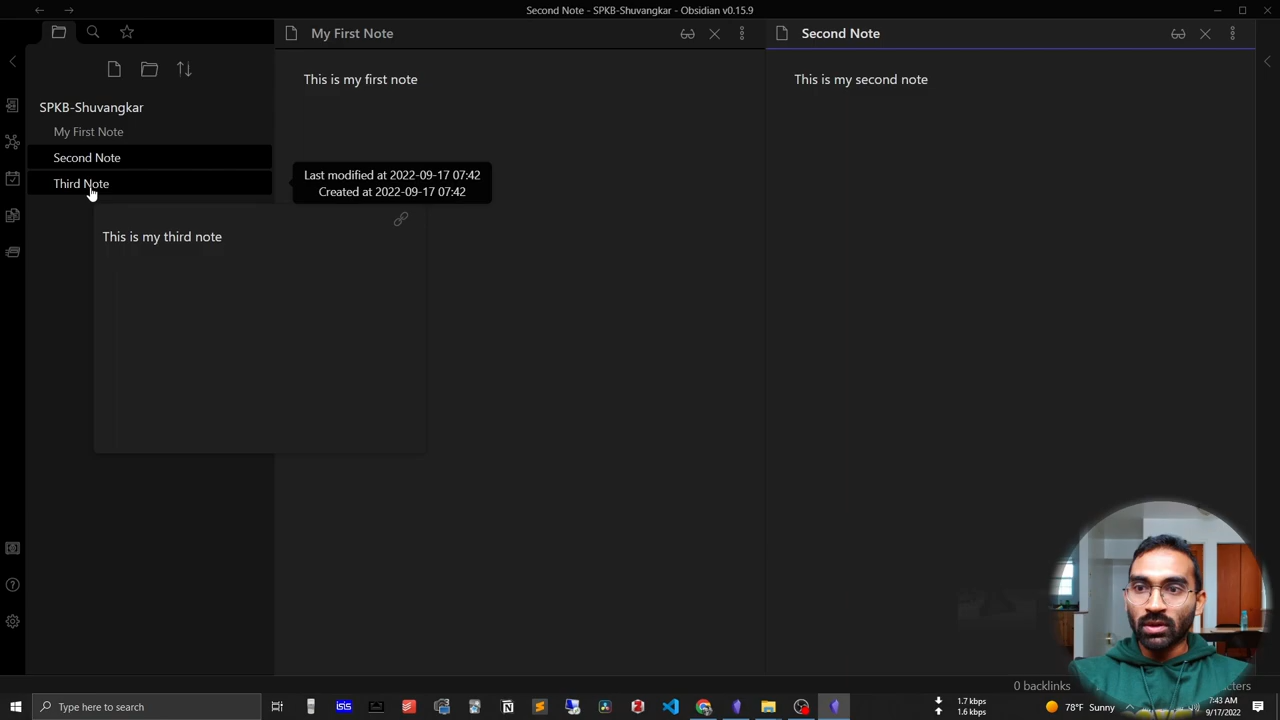 Second Note - SPKB-Shuvangkar - Obsidian v0.15.9
My First Note
Second Note
SPKB-Shuvangkar
My First Note
Second Note
Third Note
This is my first note
This is my second note
Last modified at 2022-09-17 07:42
Created at 2022-09-17 07:42
This is my third note
0 backlinks
Type here to search
isis
1.7 kbps
1.6 kbps
78°F Sunny
7:43 AM
9/17/2022